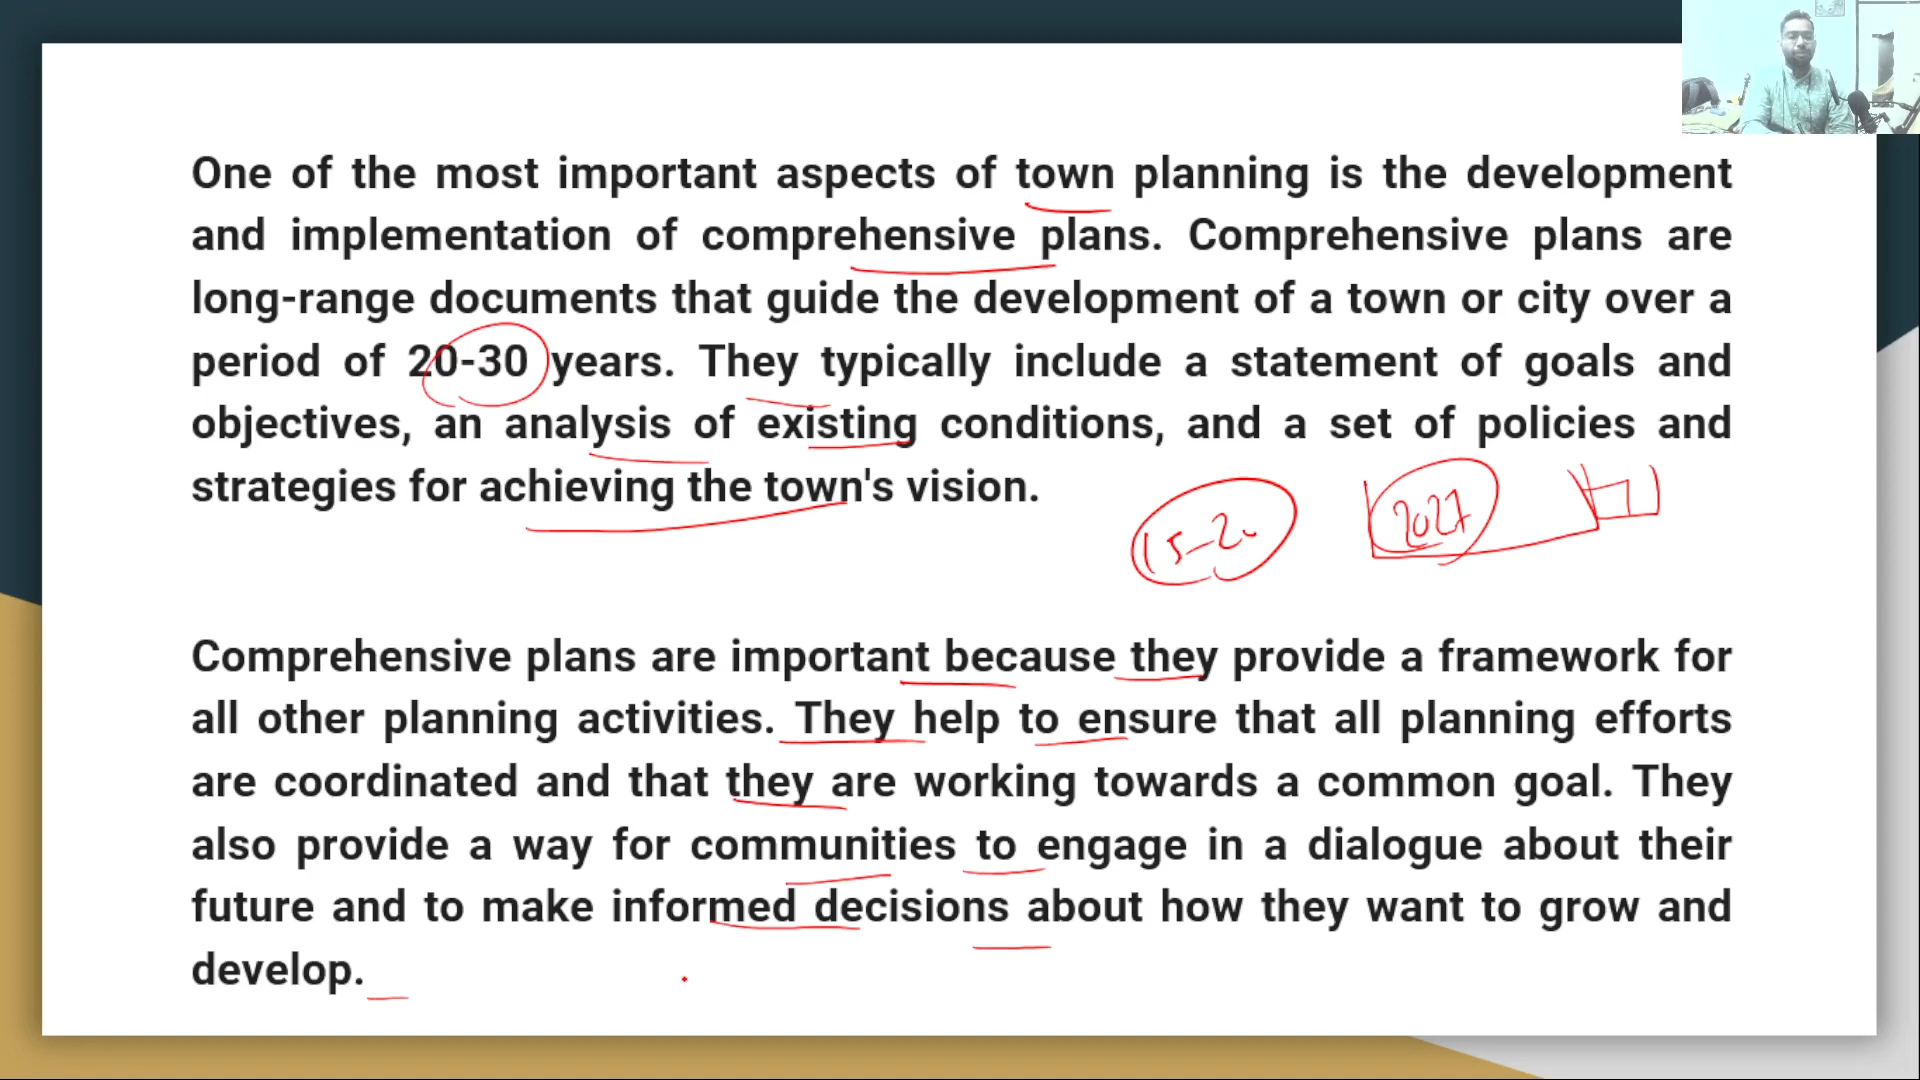 One of the most important aspects of town planning is the development
and implementation of comprehensive plans. Comprehensive plans are
long-range documents that guide the development of a town or city over a
period of 20-30 years. They typically include a statement of goals and
objectives, an analysis of existing conditions, and a set of policies and
strategies for achieving the town's vision.
15-20 2027
Comprehensive plans are important because they provide a framework for
all other planning activities. They help to ensure that all planning efforts
are coordinated and that they are working towards a common goal. They
also provide a way for communities to engage in a dialogue about their
future and to make informed decisions about how they want to grow and
develop.